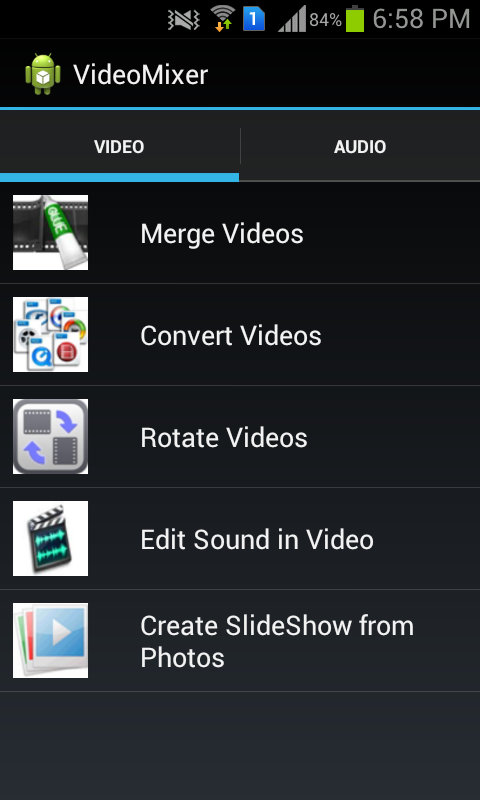 1 84% 6:58 PM
VideoMixer
VIDEO AUDIO
GLUE
Merge Videos
Convert Videos
Rotate Videos
Edit Sound in Video
Create SlideShow from
Photos